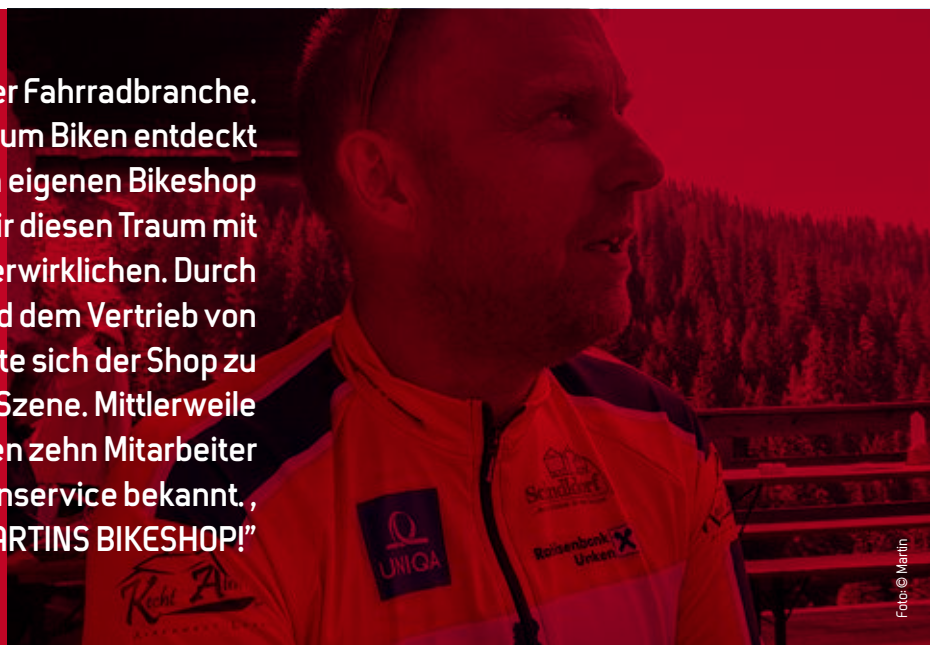 er Fahrradbranche.
um Biken entdeckt
eigenen Bikeshop
ir diesen Traum mit
erwirklichen. Durch
d dem Vertrieb von
te sich der Shop zu
Szene. Mittlerweile
en zehn Mitarbeiter
nservice bekannt. ,
ARTINS BIKESHOP!”
UNIQA
Raiffeisenbank
Unken
Foto: © Martin